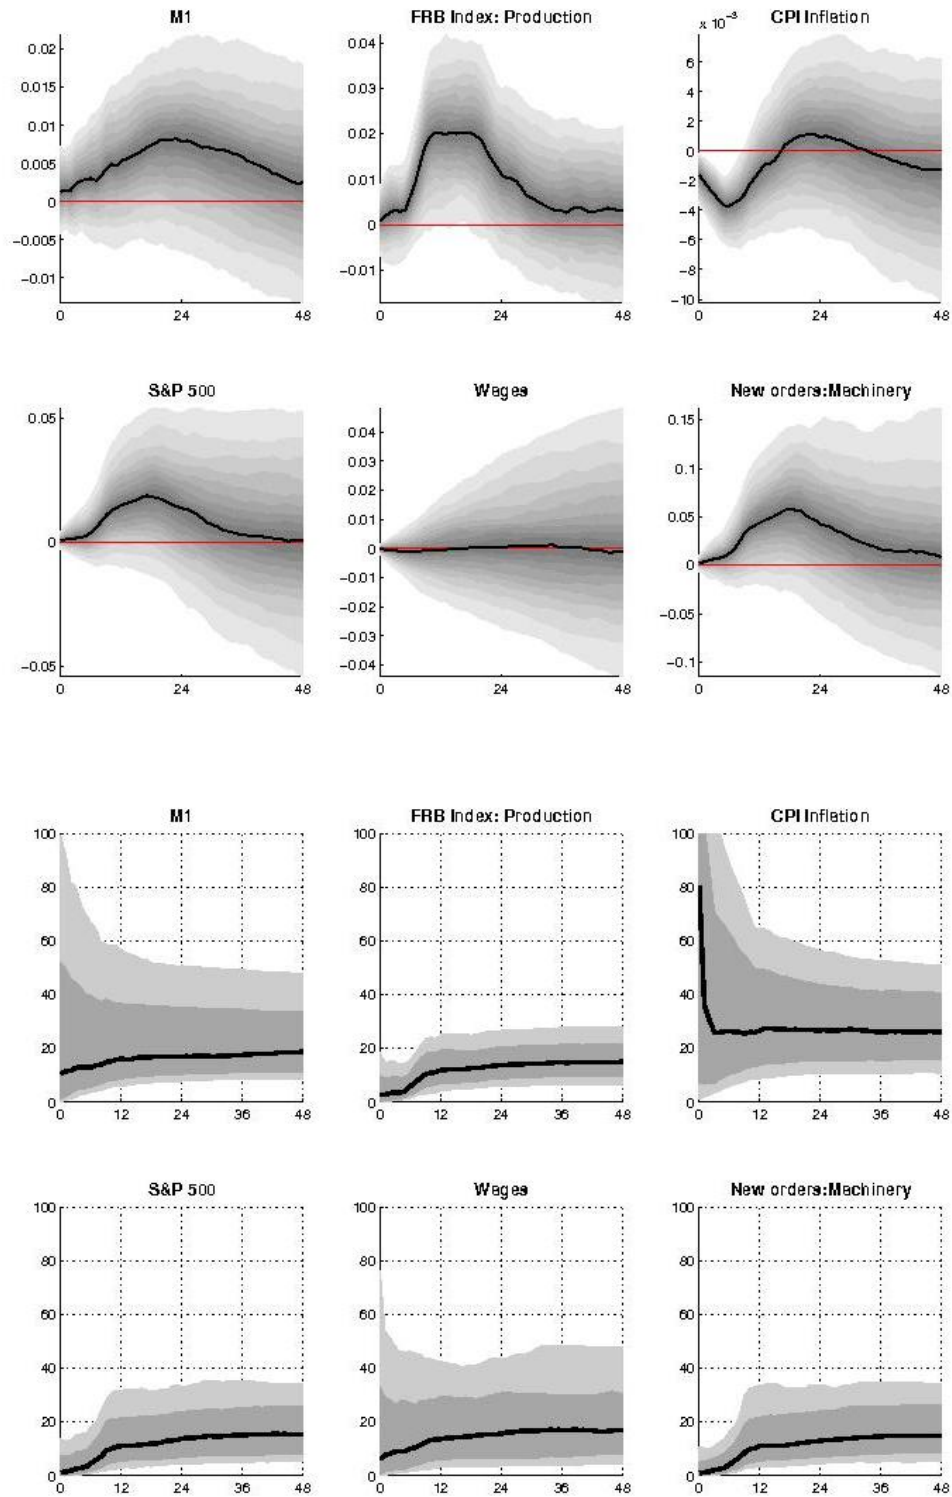 M1 FRB Index: Production CPI Inflation
x 10⁻³
0.02 0.04 6
0.015 0.03 4
0.01 0.02 2
0.005 0.01 0
0 0 −2
−0.005 −0.01 −4
−0.01 −6
−8
−10
0 24 48 0 24 48 0 24 48
S&P 500 Wages New orders:Machinery
0.05 0.04 0.15
0.03 0.1
0.02 0.05
0.01
0 0 0
−0.01
−0.02 −0.05
−0.03
−0.05 −0.04 −0.1
0 24 48 0 24 48 0 24 48
M1 FRB Index: Production CPI Inflation
100 100 100
80 80 80
60 60 60
40 40 40
20 20 20
0 0 0
0 12 24 36 48 0 12 24 36 48 0 12 24 36 48
S&P 500 Wages New orders:Machinery
100 100 100
80 80 80
60 60 60
40 40 40
20 20 20
0 0 0
0 12 24 36 48 0 12 24 36 48 0 12 24 36 48